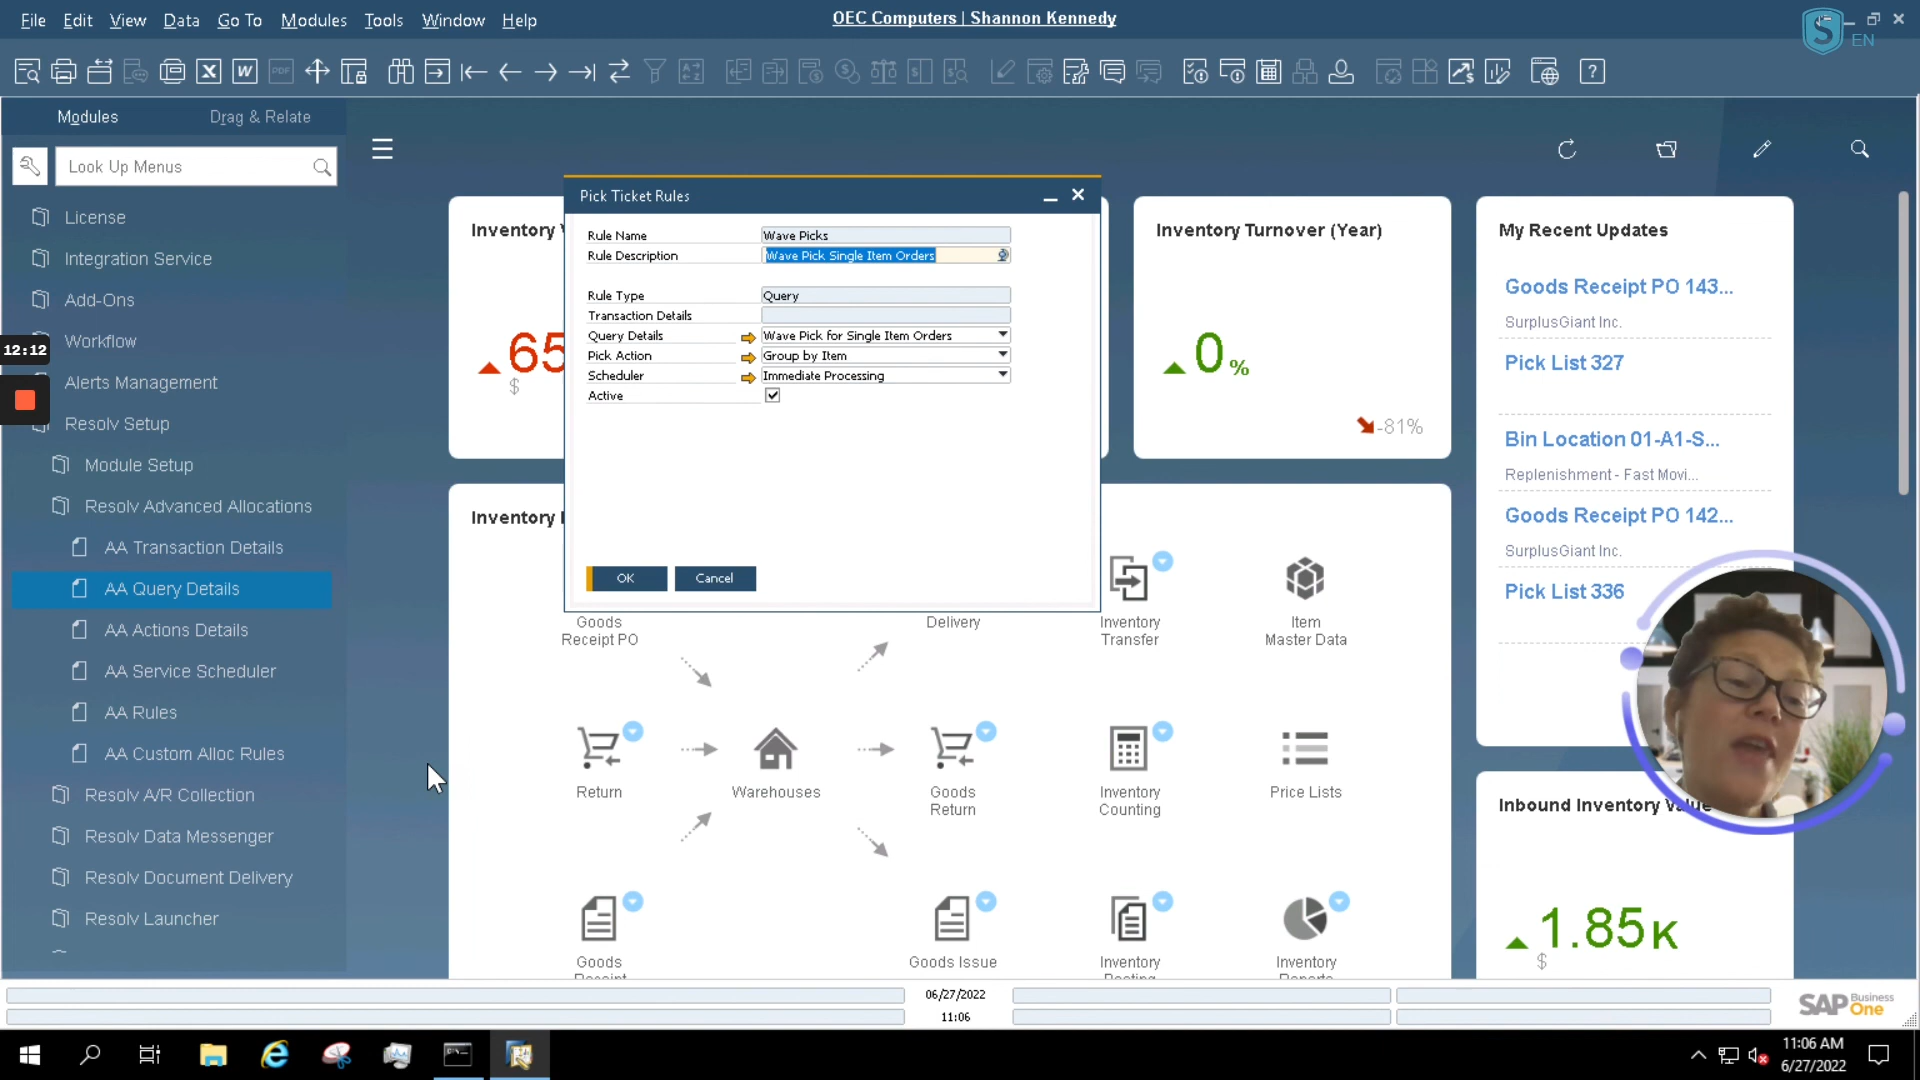 File Edit View Data Go To Modules Tools Window Help
OEC Computers | Shannon Kennedy
EN
Modules
Drag & Relate
Look Up Menus
License
Integration Service
Add-Ons
Workflow
12:12
Alerts Management
Resolv Setup
Module Setup
Resolv Advanced Allocations
AA Transaction Details
AA Query Details
AA Actions Details
AA Service Scheduler
AA Rules
AA Custom Alloc Rules
Resolv A/R Collection
Resolv Data Messenger
Resolv Document Delivery
Resolv Launcher
Pick Ticket Rules
Rule Name Wave Picks
Rule Description Wave Pick Single Item Orders
Rule Type Query
Transaction Details
Query Details Wave Pick for Single Item Orders
Pick Action Group by Item
Scheduler Immediate Processing
Active
OK Cancel
Inventory
65
$
Inventory Turnover (Year)
0 %
-81%
My Recent Updates
Goods Receipt PO 143...
SurplusGiant Inc.
Pick List 327
Bin Location 01-A1-S...
Replenishment - Fast Movi...
Goods Receipt PO 142...
SurplusGiant Inc.
Pick List 336
Inventory
Goods
Receipt PO
Delivery
Inventory
Transfer
Item
Master Data
Return
Warehouses
Goods
Return
Inventory
Counting
Price Lists
Goods
Receipt
Goods Issue
Inventory
Posting
Inventory
Reports
Inbound Inventory Value
1.85K
$
06/27/2022
11:06
SAP Business One
11:06 AM
6/27/2022